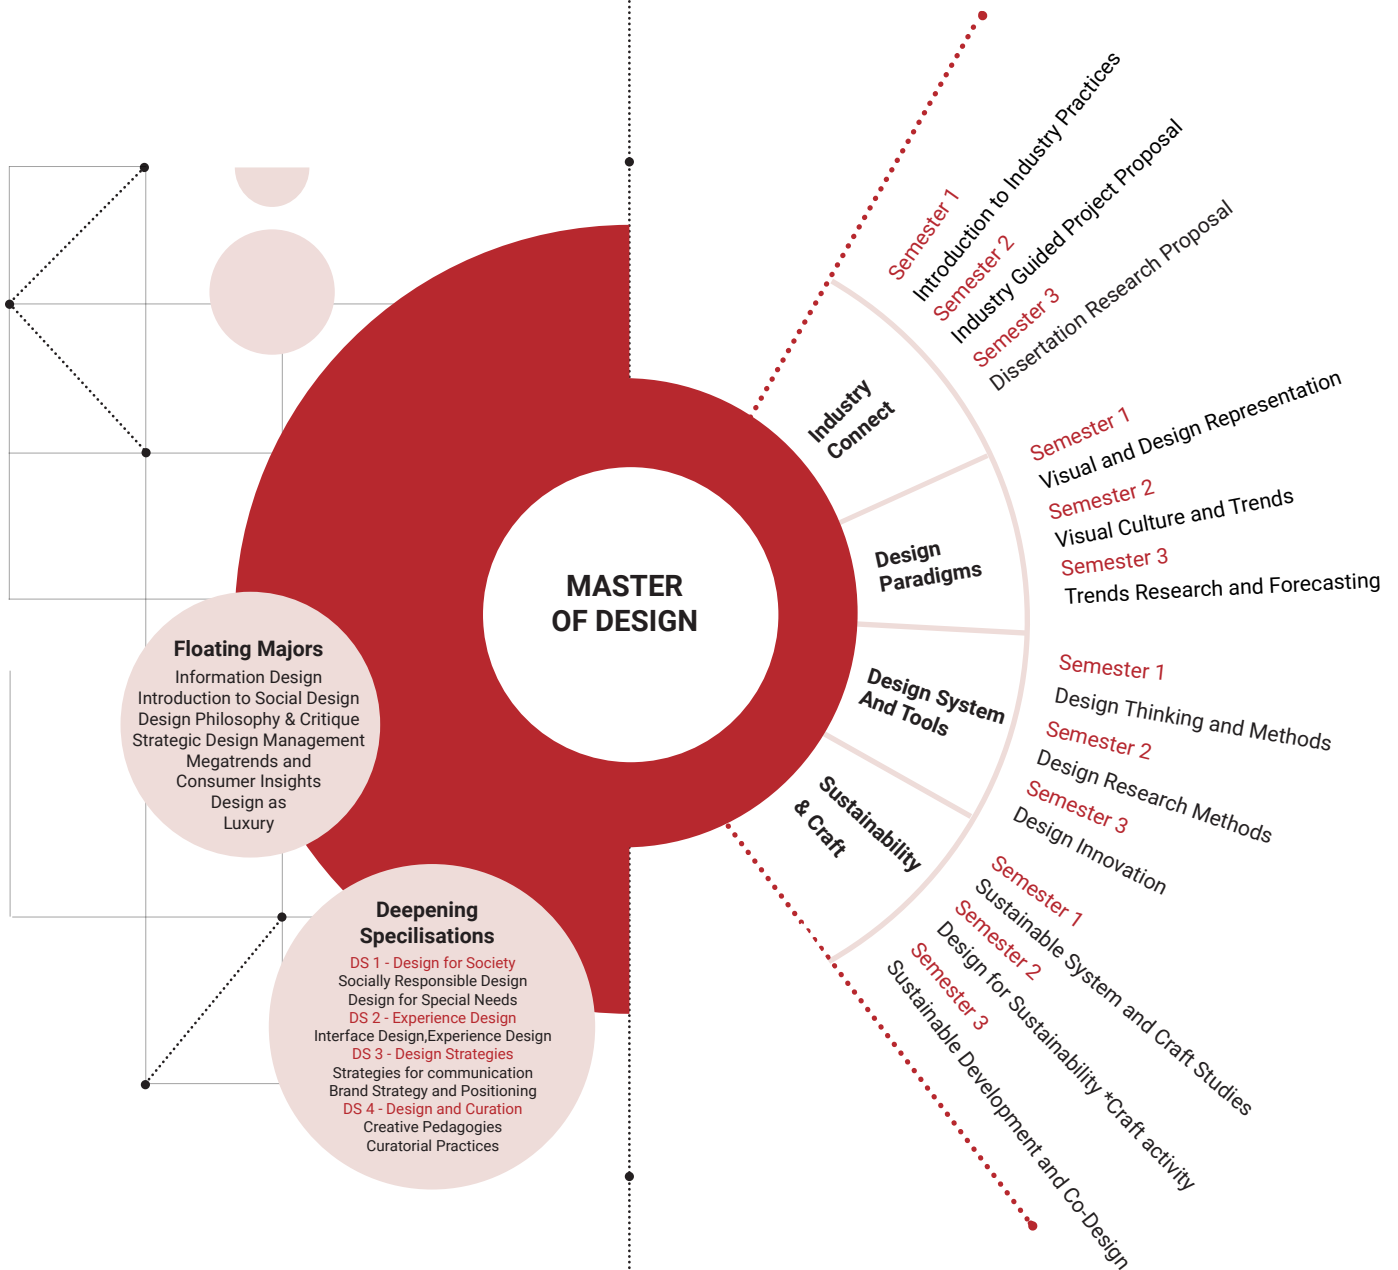 MASTER
OF DESIGN
Industry
Connect
Semester 1
Introduction to Industry Practices
Semester 2
Industry Guided Project Proposal
Semester 3
Dissertation Research Proposal
Design
Paradigms
Semester 1
Visual and Design Representation
Semester 2
Visual Culture and Trends
Semester 3
Trends Research and Forecasting
Design System
And Tools
Semester 1
Design Thinking and Methods
Semester 2
Design Research Methods
Semester 3
Design Innovation
Sustainability
& Craft
Semester 1
Sustainable System and Craft Studies
Semester 2
Design for Sustainability *Craft activity
Semester 3
Sustainable Development and Co-Design
Floating Majors
Information Design
Introduction to Social Design
Design Philosophy & Critique
Strategic Design Management
Megatrends and
Consumer Insights
Design as
Luxury
Deepening
Specilisations
DS 1 - Design for Society
Socially Responsible Design
Design for Special Needs
DS 2 - Experience Design
Interface Design,Experience Design
DS 3 - Design Strategies
Strategies for communication
Brand Strategy and Positioning
DS 4 - Design and Curation
Creative Pedagogies
Curatorial Practices